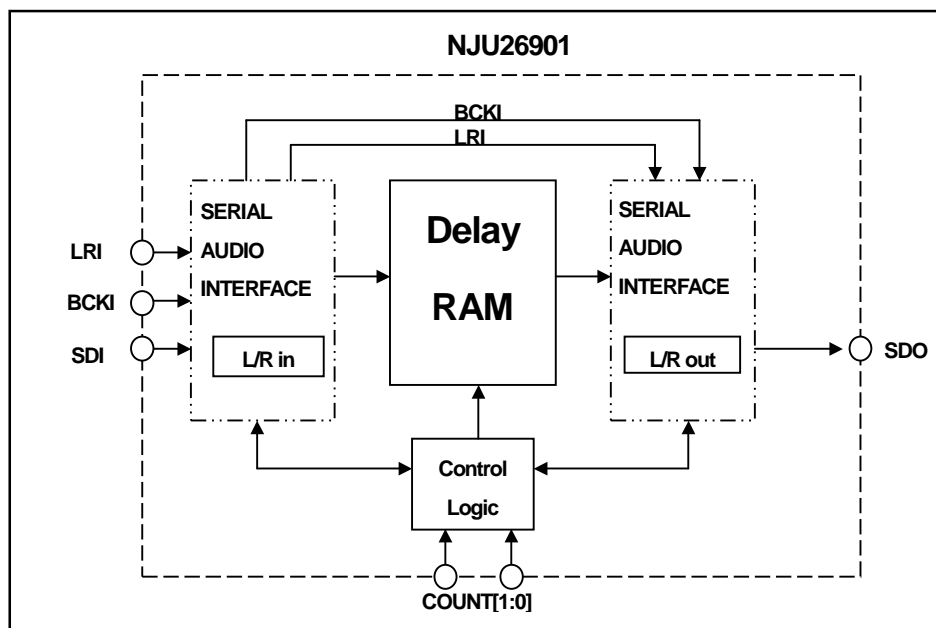 NJU26901
BCKI
LRI
SERIAL
AUDIO
INTERFACE
L/R in
Delay
RAM
SERIAL
AUDIO
INTERFACE
L/R out
LRI
BCKI
SDI
SDO
Control
Logic
COUNT[1:0]